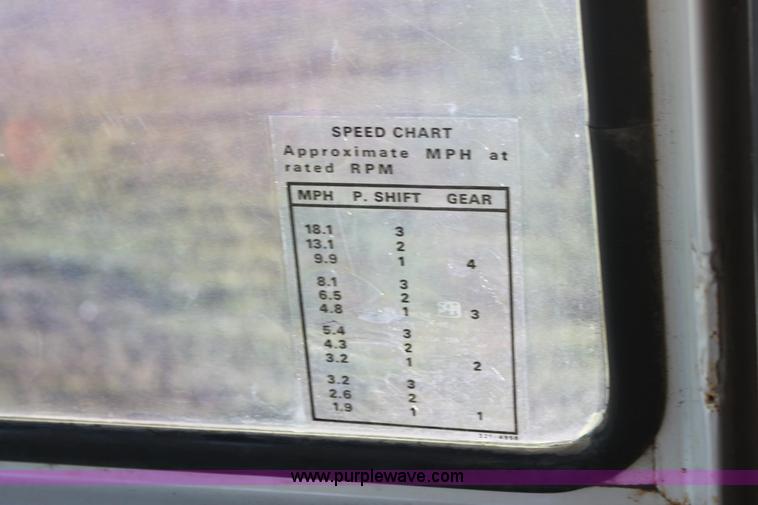 SPEED CHART
Approximate MPH at
rated RPM
MPH P. SHIFT GEAR
18.1 3
13.1 2
9.9 1 4
8.1 3
6.5 2
4.8 1 3
5.4 3
4.3 2
3.2 1 2
3.2 3
2.6 2
1.9 1 1
www.purplewave.com